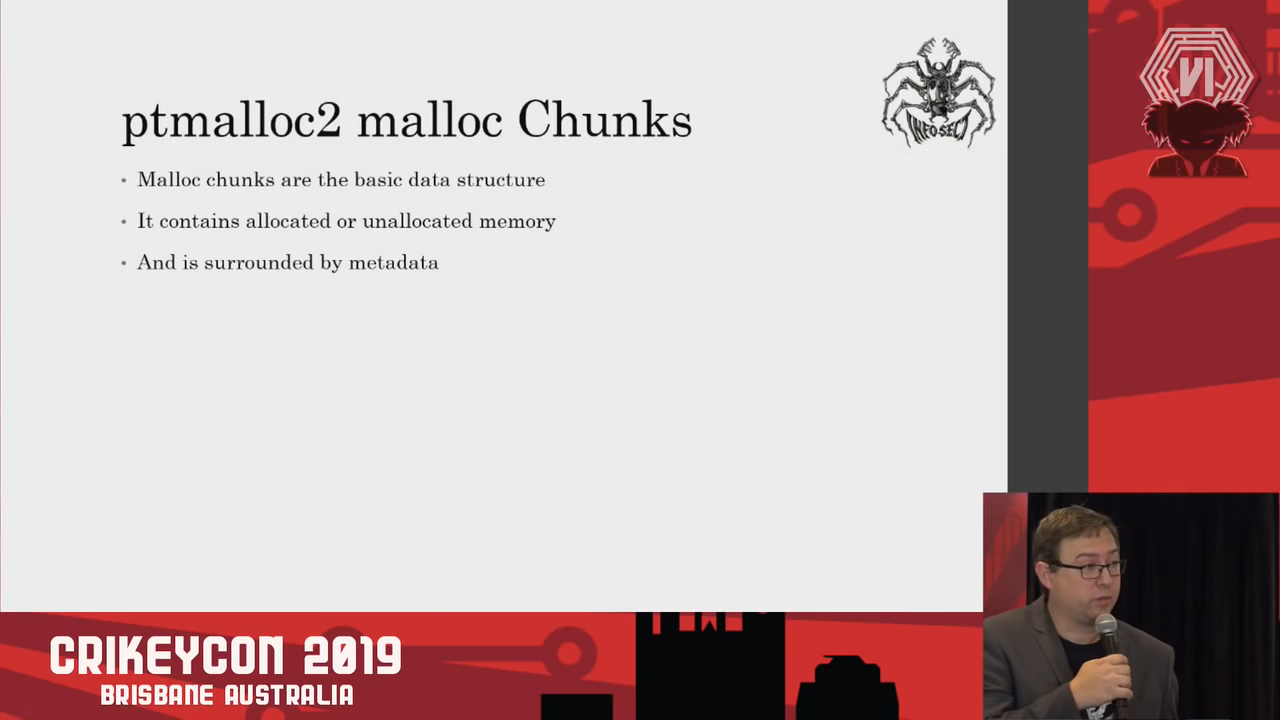 ptmalloc2 malloc Chunks
• Malloc chunks are the basic data structure
• It contains allocated or unallocated memory
• And is surrounded by metadata
INFOSECT
VI
CRIKEYCON 2019
BRISBANE AUSTRALIA